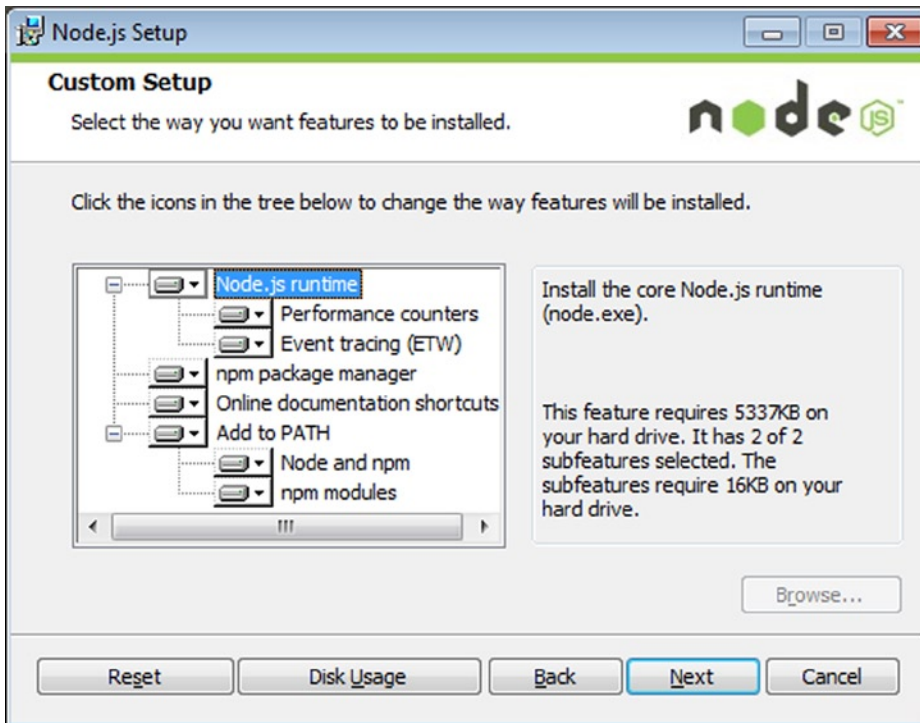 Node.js Setup
Custom Setup
Select the way you want features to be installed.
node JS™
Click the icons in the tree below to change the way features will be installed.
Node.js runtime
Performance counters
Event tracing (ETW)
npm package manager
Online documentation shortcuts
Add to PATH
Node and npm
npm modules
Install the core Node.js runtime
(node.exe).
This feature requires 5337KB on
your hard drive. It has 2 of 2
subfeatures selected. The
subfeatures require 16KB on your
hard drive.
Browse...
Reset
Disk Usage
Back
Next
Cancel